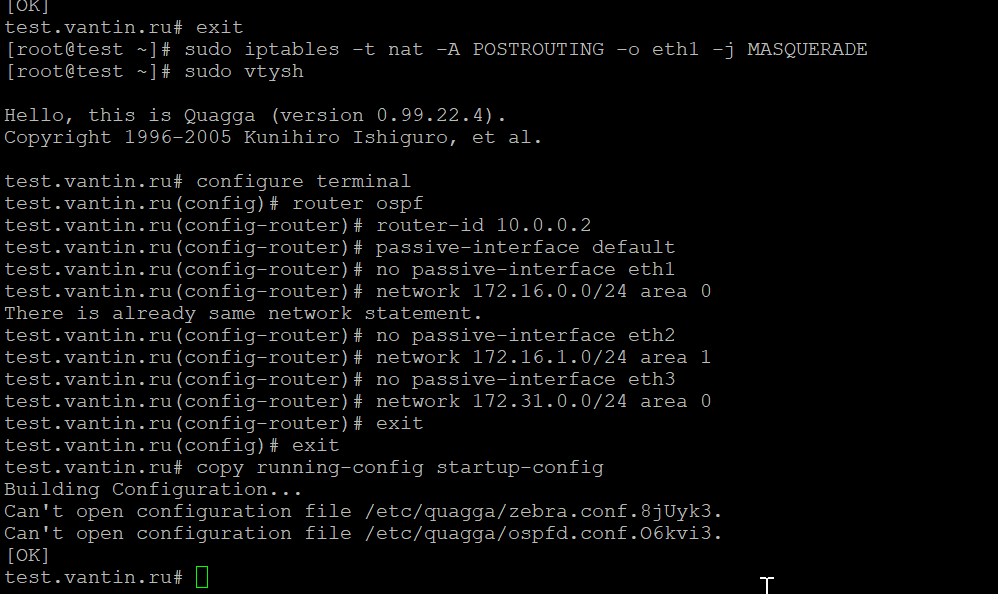 [OK]
test.vantin.ru# exit
[root@test ~]# sudo iptables -t nat -A POSTROUTING -o eth1 -j MASQUERADE
[root@test ~]# sudo vtysh
Hello, this is Quagga (version 0.99.22.4).
Copyright 1996-2005 Kunihiro Ishiguro, et al.
test.vantin.ru# configure terminal
test.vantin.ru(config)# router ospf
test.vantin.ru(config-router)# router-id 10.0.0.2
test.vantin.ru(config-router)# passive-interface default
test.vantin.ru(config-router)# no passive-interface eth1
test.vantin.ru(config-router)# network 172.16.0.0/24 area 0
There is already same network statement.
test.vantin.ru(config-router)# no passive-interface eth2
test.vantin.ru(config-router)# network 172.16.1.0/24 area 1
test.vantin.ru(config-router)# no passive-interface eth3
test.vantin.ru(config-router)# network 172.31.0.0/24 area 0
test.vantin.ru(config-router)# exit
test.vantin.ru(config)# exit
test.vantin.ru# copy running-config startup-config
Building Configuration...
Can't open configuration file /etc/quagga/zebra.conf.8jUyk3.
Can't open configuration file /etc/quagga/ospfd.conf.O6kvi3.
[OK]
test.vantin.ru#